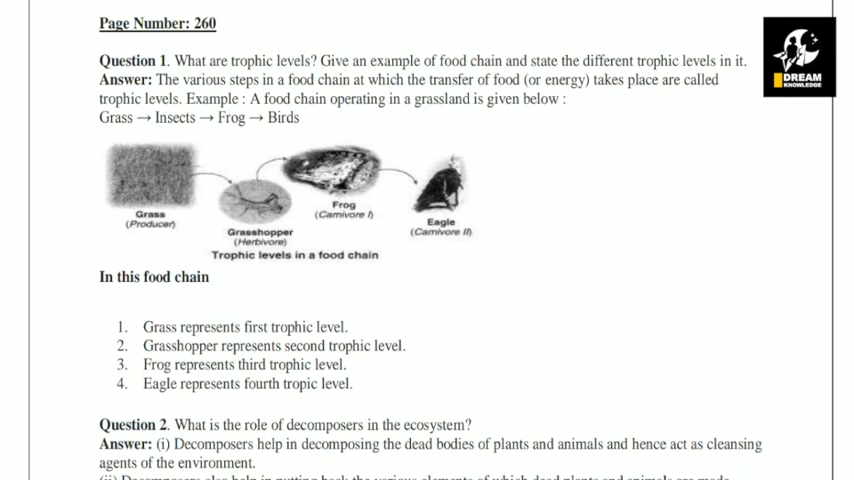 Page Number: 260
DREAM
KNOWLEDGE
Question 1. What are trophic levels? Give an example of food chain and state the different trophic levels in it.
Answer: The various steps in a food chain at which the transfer of food (or energy) takes place are called
trophic levels. Example : A food chain operating in a grassland is given below :
Grass → Insects → Frog → Birds
Grass
(Producer)
Grasshopper
(Herbivore)
Frog
(Carnivore I)
Eagle
(Carnivore II)
Trophic levels in a food chain
In this food chain
1. Grass represents first trophic level.
2. Grasshopper represents second trophic level.
3. Frog represents third trophic level.
4. Eagle represents fourth tropic level.
Question 2. What is the role of decomposers in the ecosystem?
Answer: (i) Decomposers help in decomposing the dead bodies of plants and animals and hence act as cleansing
agents of the environment.